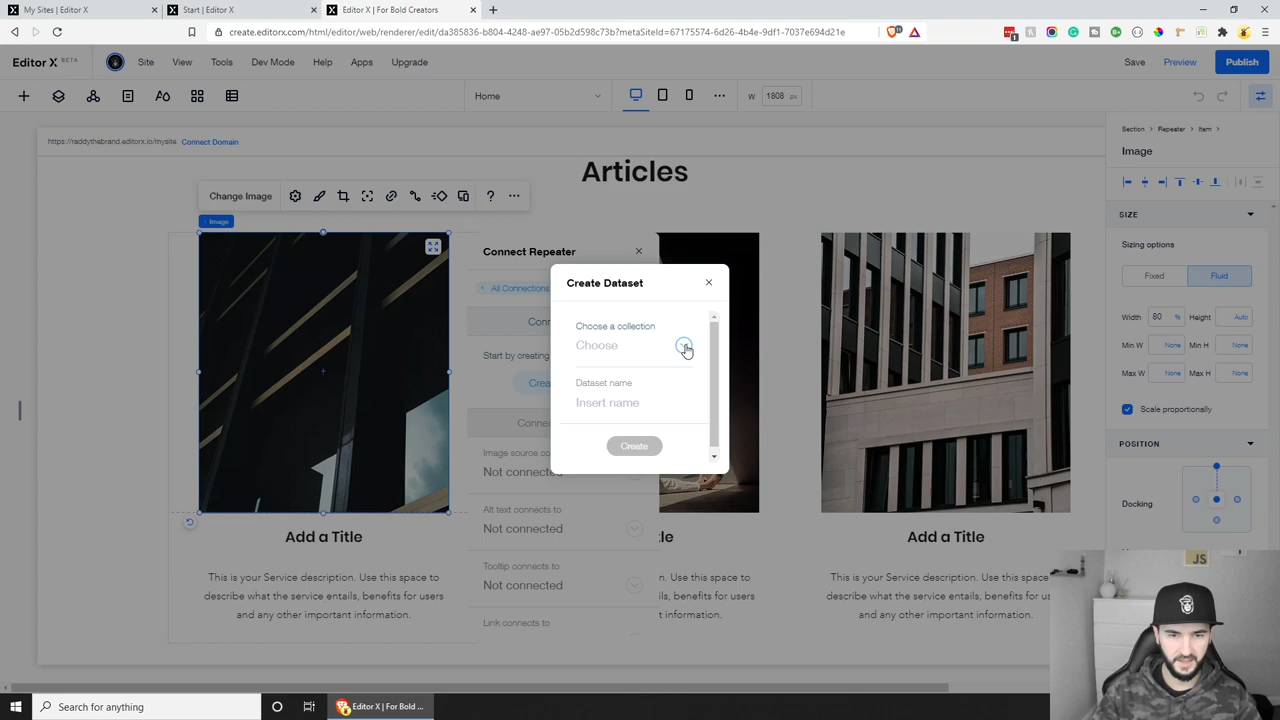 My Sites | Editor X
Start | Editor X
Editor X | For Bold Creators
create.editorx.com/html/editor/web/renderer/edit/da385836-b804-4248-ae97-05b2d598c73b?metaSiteId=67175574-6d26-4b4e-9df1-7037e694d21e
Editor X BETA
Site
View
Tools
Dev Mode
Help
Apps
Upgrade
Save
Preview
Publish
Home
W
1808
px
https://raddythebrand.editorx.io/mysite
Connect Domain
Articles
Change Image
Image
Connect Repeater
All Connections
Conn
Start by creating
Crea
Conne
Image source co
Not connected
Alt text connects to
Not connected
Tooltip connects to
Not connected
Link connects to
Create Dataset
Choose a collection
Choose
Dataset name
Insert name
Create
Add a Title
This is your Service description. Use this space to
describe what the service entails, benefits for users
and any other important information.
tle
n. Use this space to
ls, benefits for users
information.
Add a Title
This is your Service description. Use this space to
describe what the service entails, benefits for users
and any other important information.
Section
Repeater
Item
Image
SIZE
Sizing options
Fixed
Fluid
Width
80
%
Height
Auto
Min W
None
Min H
None
Max W
None
Max H
None
Scale proportionally
POSITION
Docking
JS
Search for anything
Editor X | For Bold ...